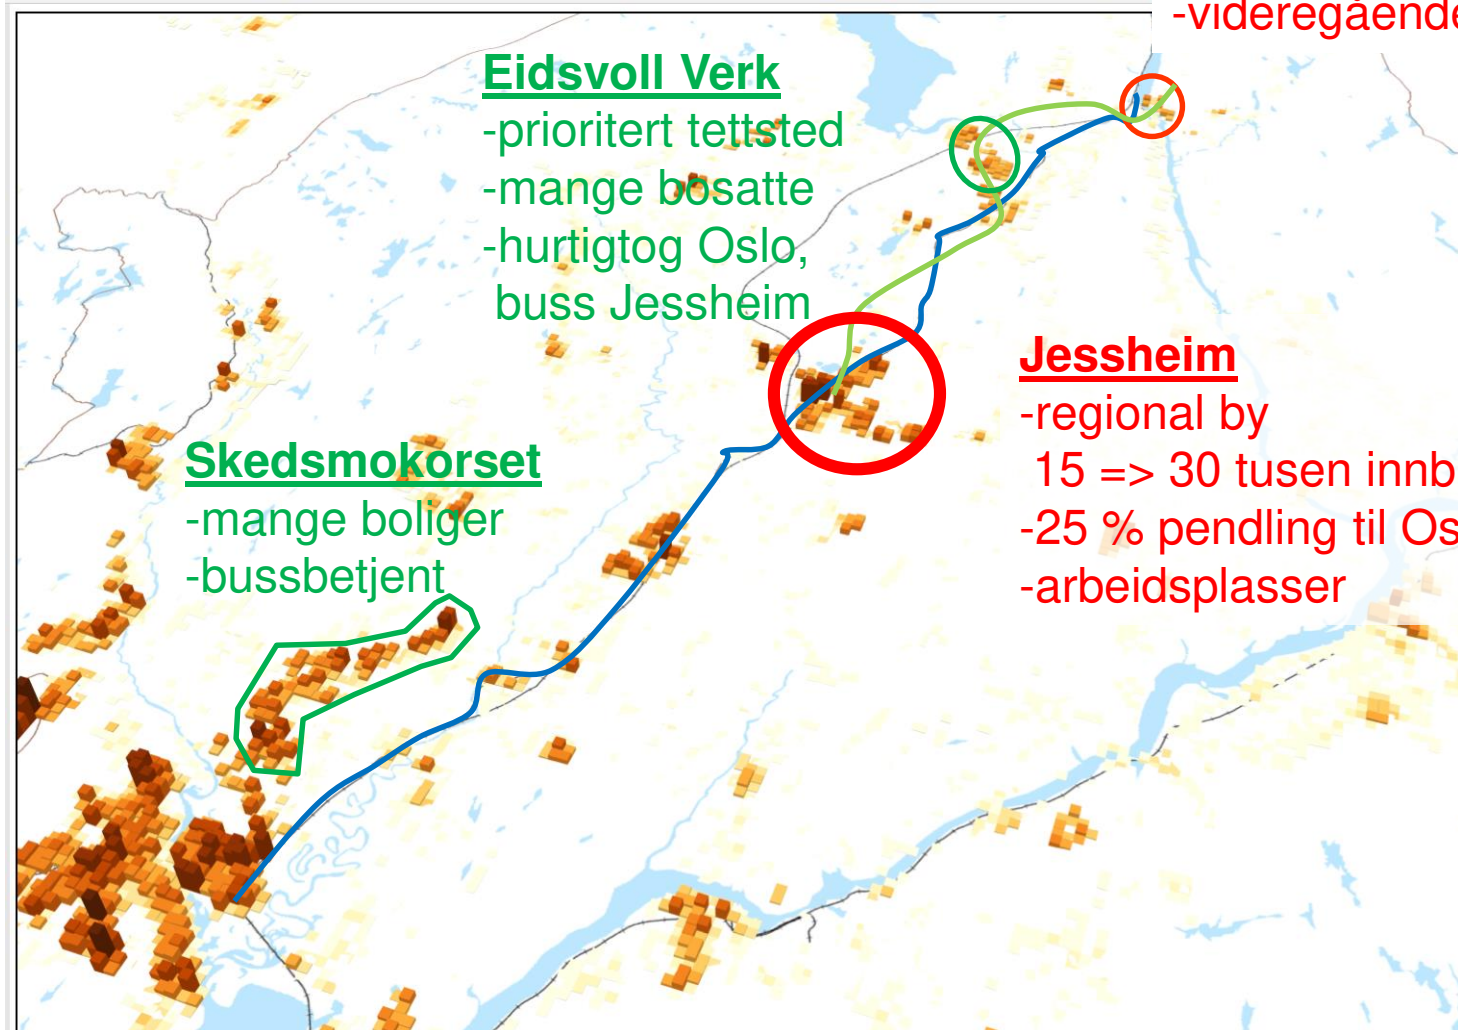 -videregående
Eidsvoll Verk
-prioritert tettsted
-mange bosatte
-hurtigtog Oslo,
buss Jessheim
Jessheim
-regional by
15 => 30 tusen innb
-25 % pendling til Os
-arbeidsplasser
Skedsmokorset
-mange boliger
-bussbetjent